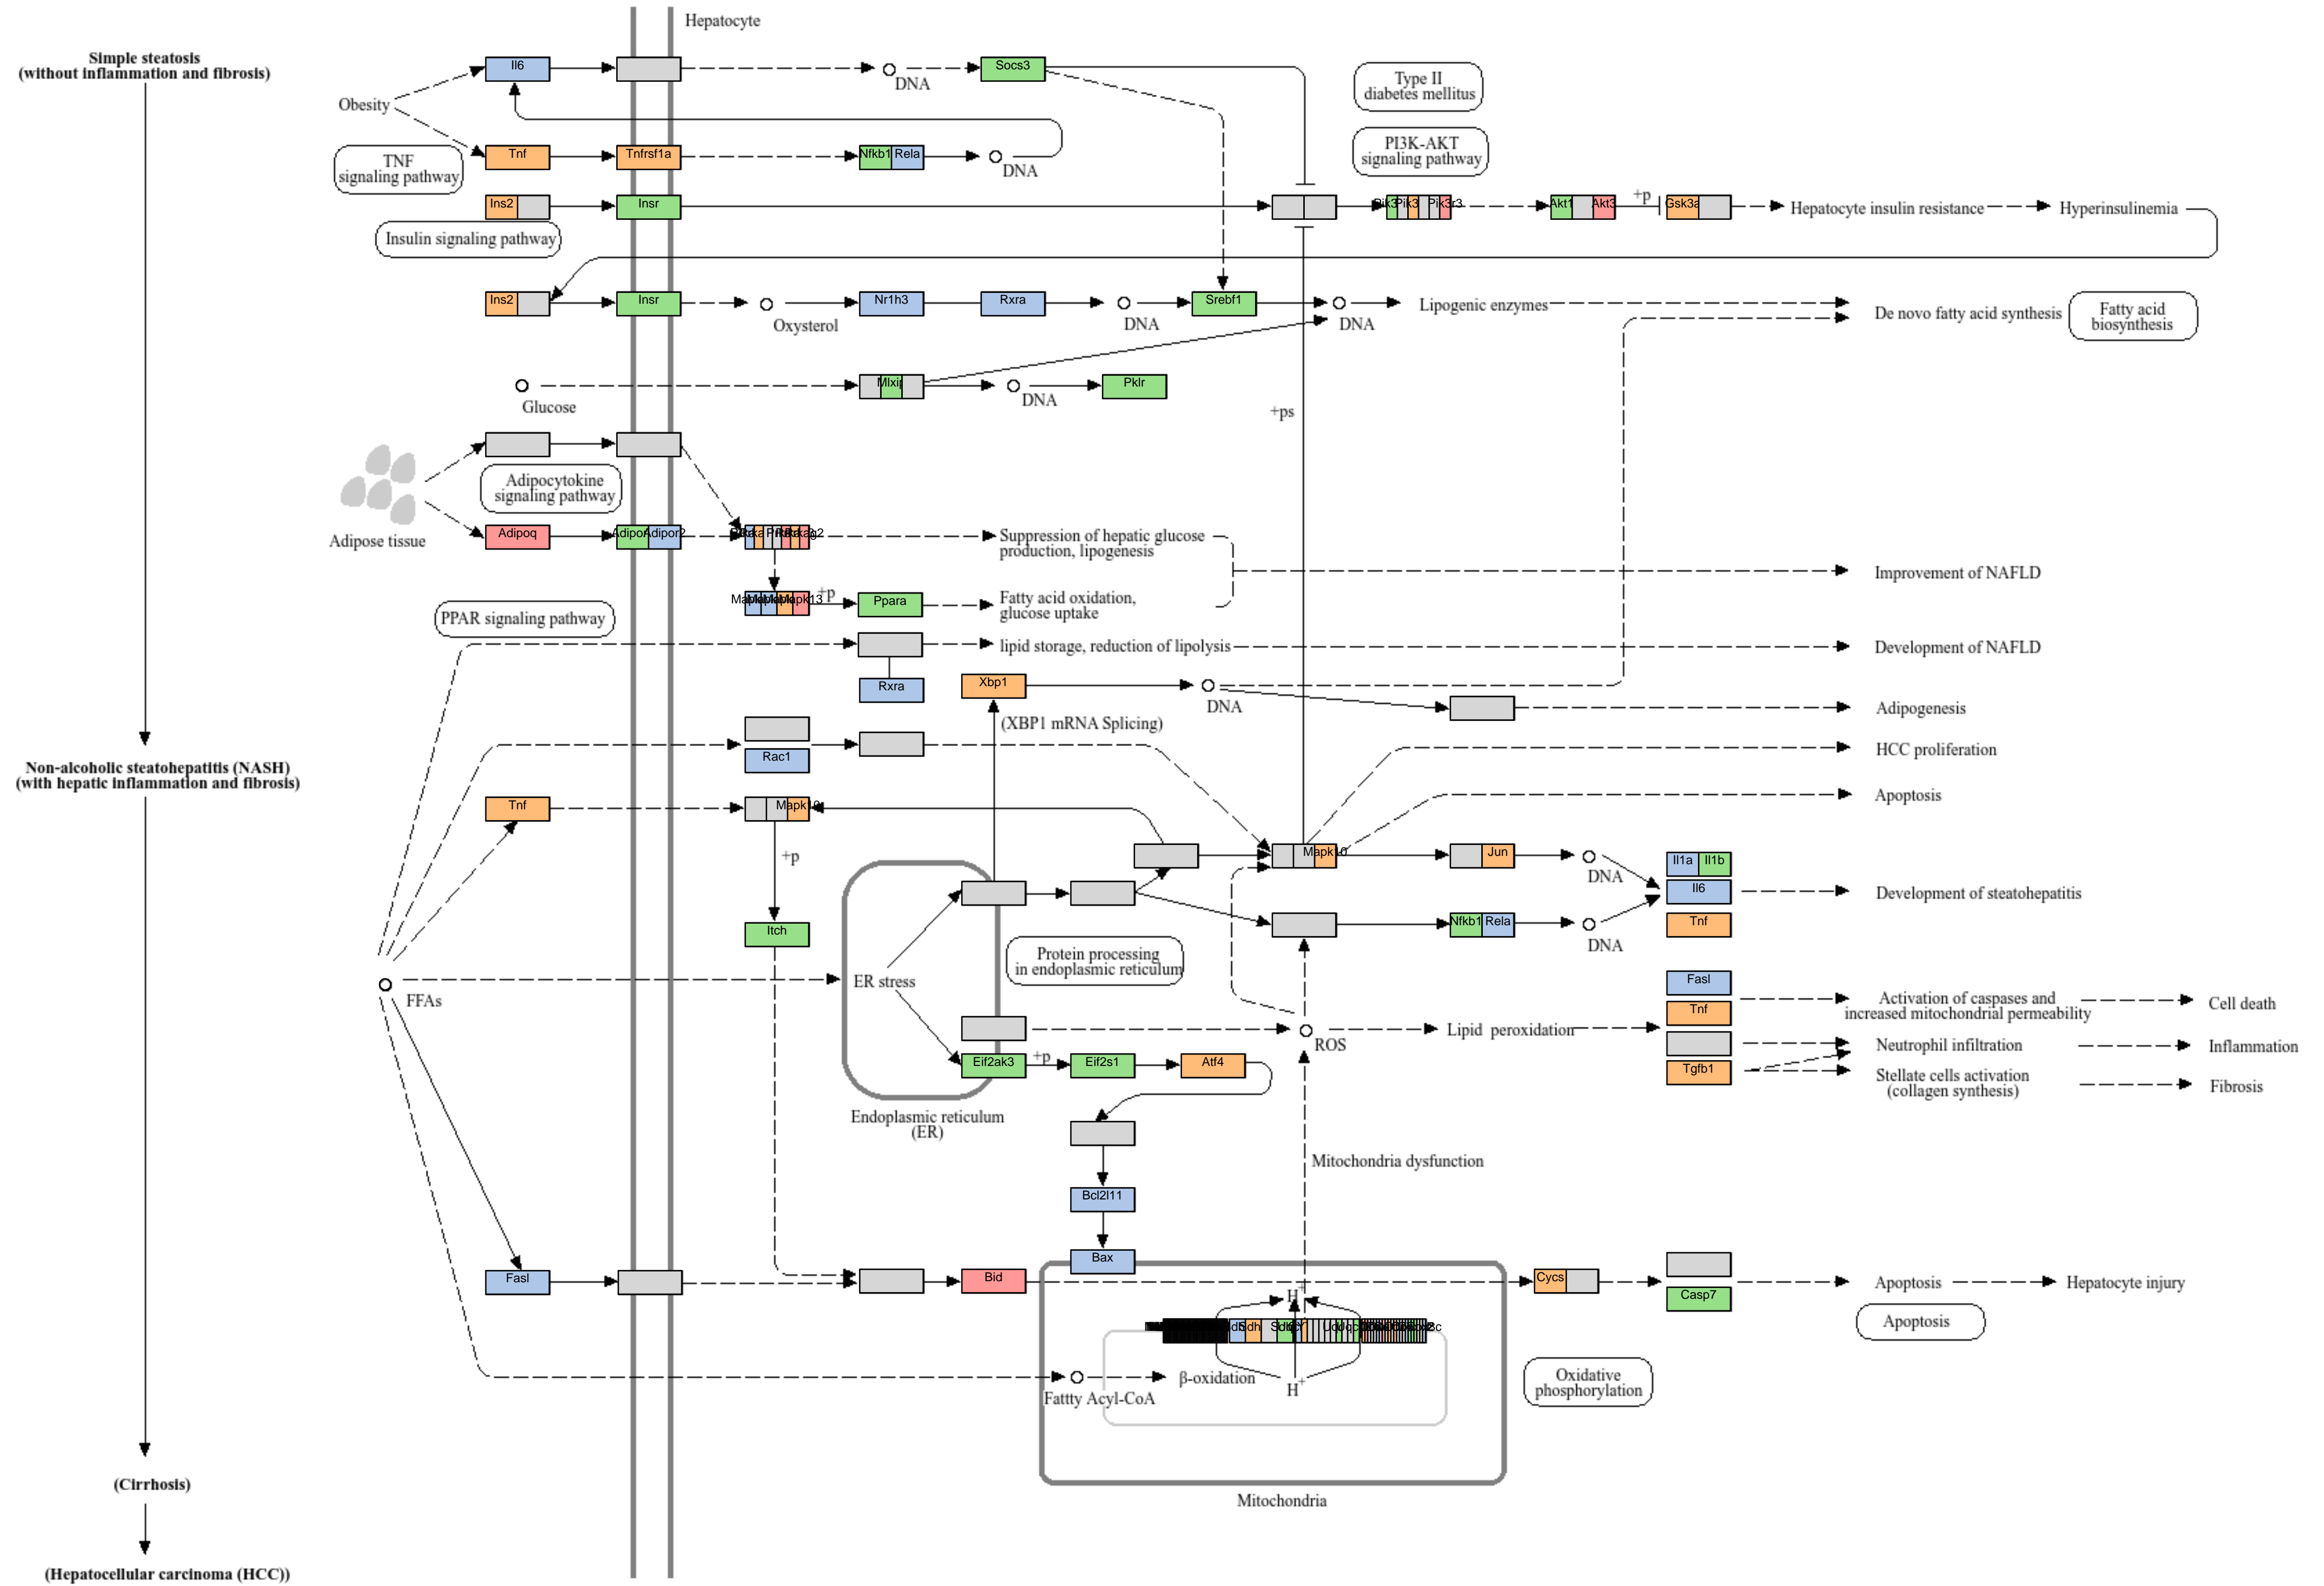 Hepatocyte
Simple steatosis
(without inflammation and fibrosis)
Il6
Socs3
DNA
Type II
diabetes mellitus
Obesity
TNF
signaling pathway
Tnf
Tnfrsf1a
Nfkb1
Rela
DNA
PI3K-AKT
signaling pathway
Ins2
Insr
Pik3r3
Akt1
Akt3
+p
Gsk3a
Hepatocyte insulin resistance
Hyperinsulinemia
Insulin signaling pathway
Ins2
Insr
Oxysterol
Nr1h3
Rxra
DNA
Srebf1
DNA
Lipogenic enzymes
De novo fatty acid synthesis
Fatty acid
biosynthesis
Glucose
DNA
Pklr
+ps
Adipocytokine
signaling pathway
Adipose tissue
Adipoq
Adipor2
Suppression of hepatic glucose
production, lipogenesis
Improvement of NAFLD
Mapk13
+p
Ppara
Fatty acid oxidation,
glucose uptake
PPAR signaling pathway
lipid storage, reduction of lipolysis
Development of NAFLD
Rxra
Xbp1
DNA
Adipogenesis
(XBP1 mRNA Splicing)
Rac1
HCC proliferation
Non-alcoholic steatohepatitis (NASH)
(with hepatic inflammation and fibrosis)
Tnf
Mapk10
Apoptosis
+p
Mapk10
Jun
DNA
Il1a
Il1b
Il6
Development of steatohepatitis
Itch
Nfkb1
Rela
DNA
Tnf
Protein processing
in endoplasmic reticulum
ER stress
FFAs
Fasl
Tnf
Activation of caspases and
increased mitochondrial permeability
Cell death
ROS
Lipid peroxidation
Neutrophil infiltration
Inflammation
Eif2ak3
+p
Eif2s1
Atf4
Tgfb1
Stellate cells activation
(collagen synthesis)
Fibrosis
Endoplasmic reticulum
(ER)
Mitochondria dysfunction
Bcl2l11
Bax
Fasl
Bid
Cycs
Casp7
Apoptosis
Hepatocyte injury
Apoptosis
H+
β-oxidation
H+
Fattty Acyl-CoA
Oxidative
phosphorylation
(Cirrhosis)
Mitochondria
(Hepatocellular carcinoma (HCC))